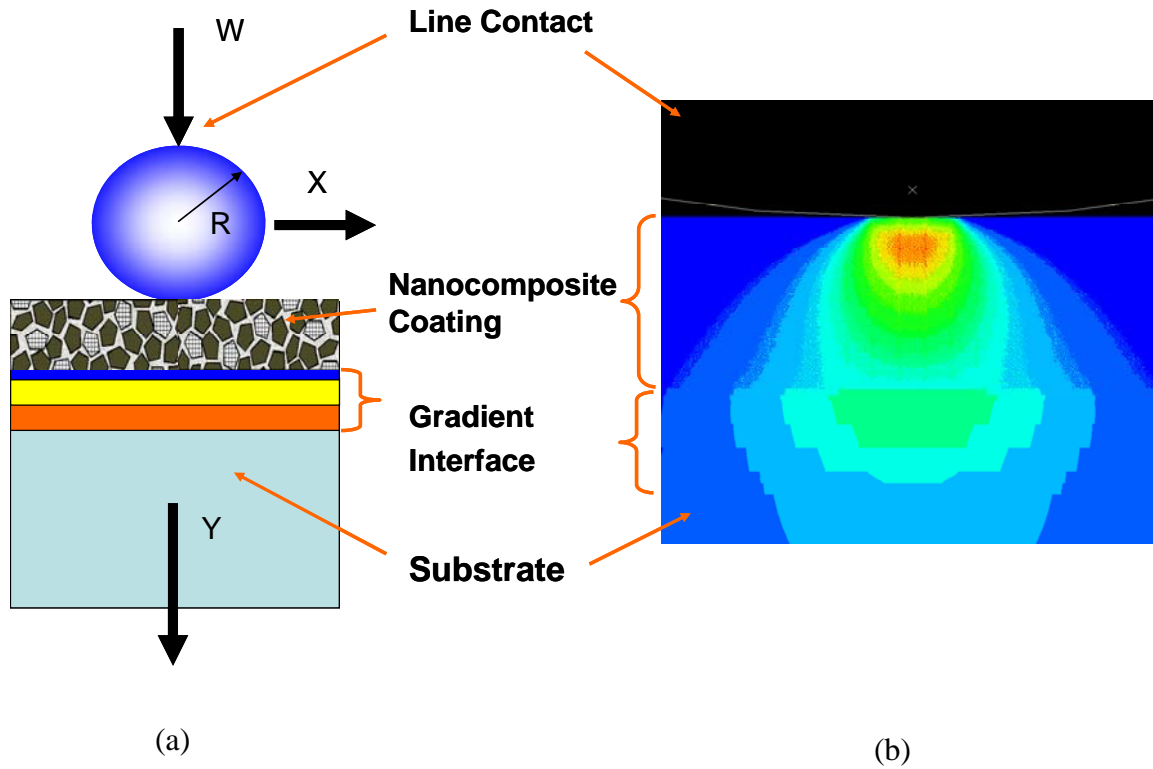 W
Line Contact
X
R
Nanocomposite
Coating
Gradient
Interface
Y
Substrate
(a)
(b)